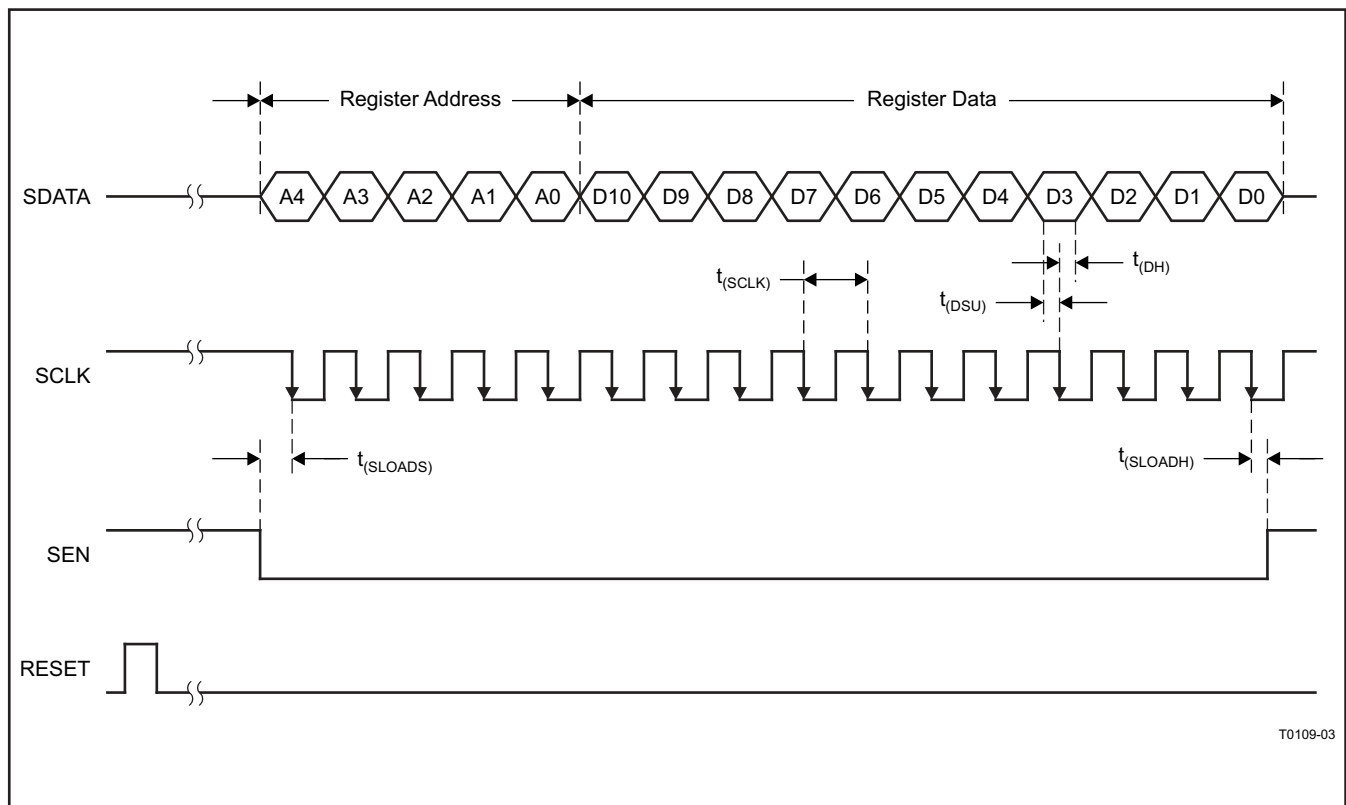 Register Address Register Data
SDATA A4 A3 A2 A1 A0 D10 D9 D8 D7 D6 D5 D4 D3 D2 D1 D0
t(DH)
t(SCLK)
t(DSU)
SCLK
t(SLOADS) t(SLOADH)
SEN
RESET
T0109-03